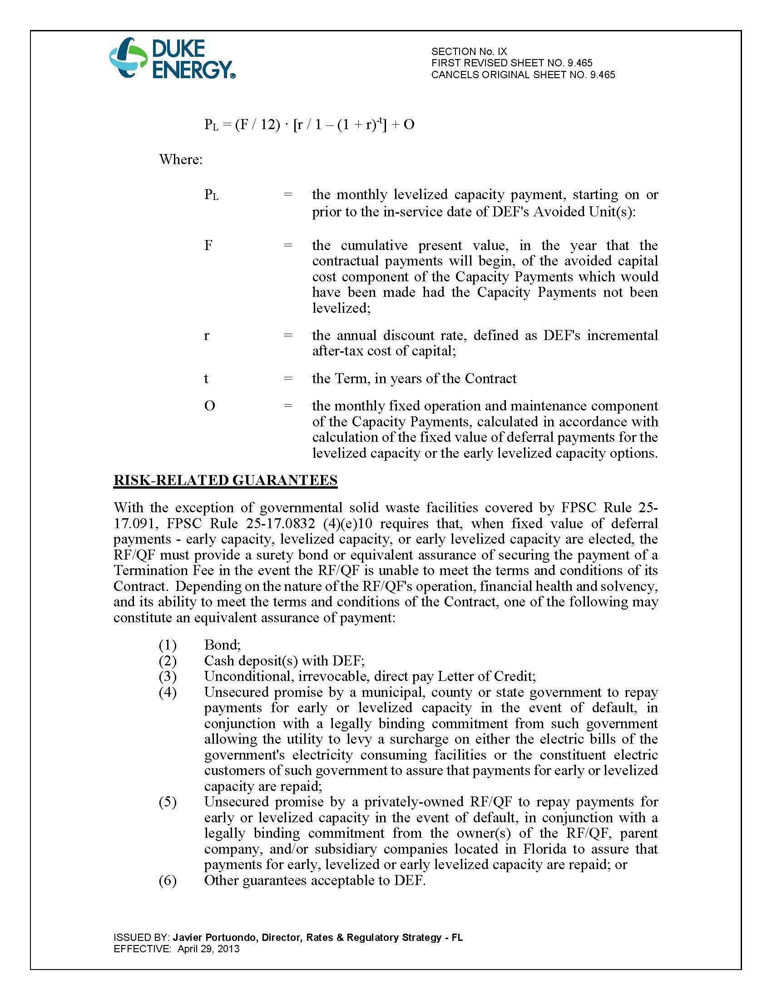 DUKE
ENERGY®
SECTION No. IX
FIRST REVISED SHEET NO. 9.465
CANCELS ORIGINAL SHEET NO. 9.465
PL = (F / 12) · [r / 1 – (1 + r)-t] + O
Where:
PL = the monthly levelized capacity payment, starting on or
prior to the in-service date of DEF's Avoided Unit(s):
F = the cumulative present value, in the year that the
contractual payments will begin, of the avoided capital
cost component of the Capacity Payments which would
have been made had the Capacity Payments not been
levelized;
r = the annual discount rate, defined as DEF's incremental
after-tax cost of capital;
t = the Term, in years of the Contract
O = the monthly fixed operation and maintenance component
of the Capacity Payments, calculated in accordance with
calculation of the fixed value of deferral payments for the
levelized capacity or the early levelized capacity options.
RISK-RELATED GUARANTEES
With the exception of governmental solid waste facilities covered by FPSC Rule 25-
17.091, FPSC Rule 25-17.0832 (4)(e)10 requires that, when fixed value of deferral
payments - early capacity, levelized capacity, or early levelized capacity are elected, the
RF/QF must provide a surety bond or equivalent assurance of securing the payment of a
Termination Fee in the event the RF/QF is unable to meet the terms and conditions of its
Contract. Depending on the nature of the RF/QF's operation, financial health and solvency,
and its ability to meet the terms and conditions of the Contract, one of the following may
constitute an equivalent assurance of payment:
(1) Bond;
(2) Cash deposit(s) with DEF;
(3) Unconditional, irrevocable, direct pay Letter of Credit;
(4) Unsecured promise by a municipal, county or state government to repay
payments for early or levelized capacity in the event of default, in
conjunction with a legally binding commitment from such government
allowing the utility to levy a surcharge on either the electric bills of the
government's electricity consuming facilities or the constituent electric
customers of such government to assure that payments for early or levelized
capacity are repaid;
(5) Unsecured promise by a privately-owned RF/QF to repay payments for
early or levelized capacity in the event of default, in conjunction with a
legally binding commitment from the owner(s) of the RF/QF, parent
company, and/or subsidiary companies located in Florida to assure that
payments for early, levelized or early levelized capacity are repaid; or
(6) Other guarantees acceptable to DEF.
ISSUED BY: Javier Portuondo, Director, Rates & Regulatory Strategy - FL
EFFECTIVE: April 29, 2013